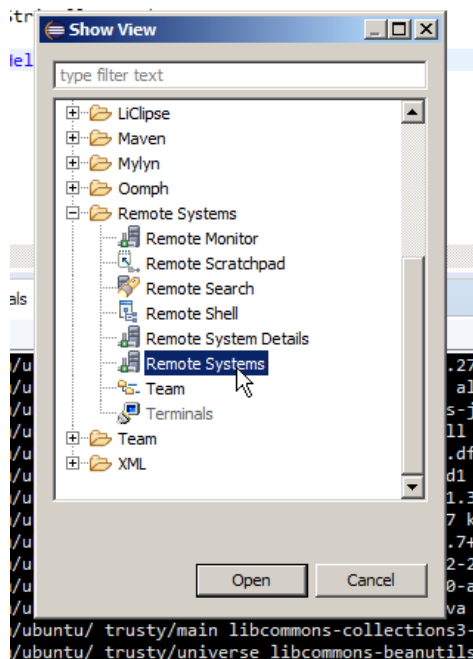 Show View
type filter text
LiClipse
Maven
Mylyn
Oomph
Remote Systems
Remote Monitor
Remote Scratchpad
Remote Search
Remote Shell
Remote System Details
Remote Systems
Team
Terminals
Team
XML
Open
Cancel
/ubuntu/ trusty/main libcommons-collections3-
/ubuntu/ trusty/universe libcommons-beanutils